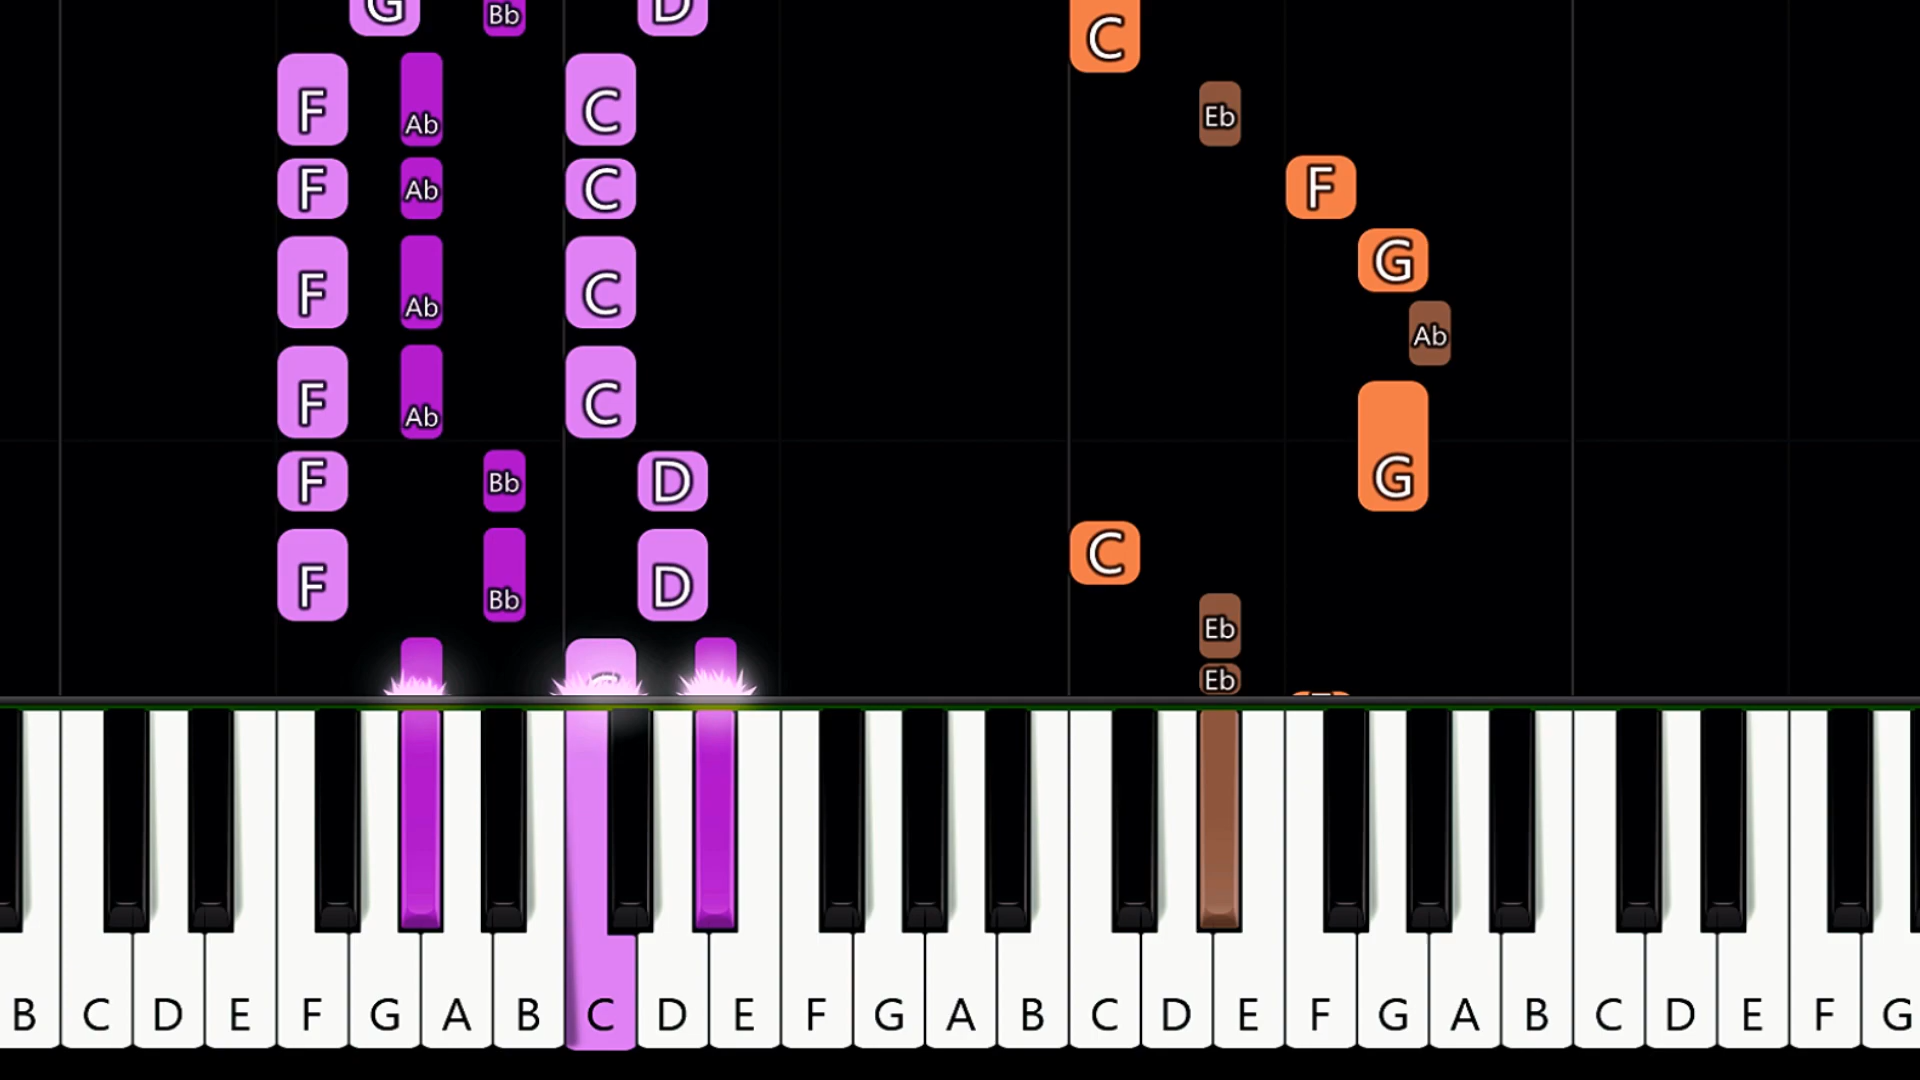 G Bb D C
F Ab C Eb
F Ab C F
F Ab C G
Ab
F Ab C G
F Bb D
F Bb D C
Eb
Eb
B C D E F G A B C D E F G A B C D E F G A B C D E F G